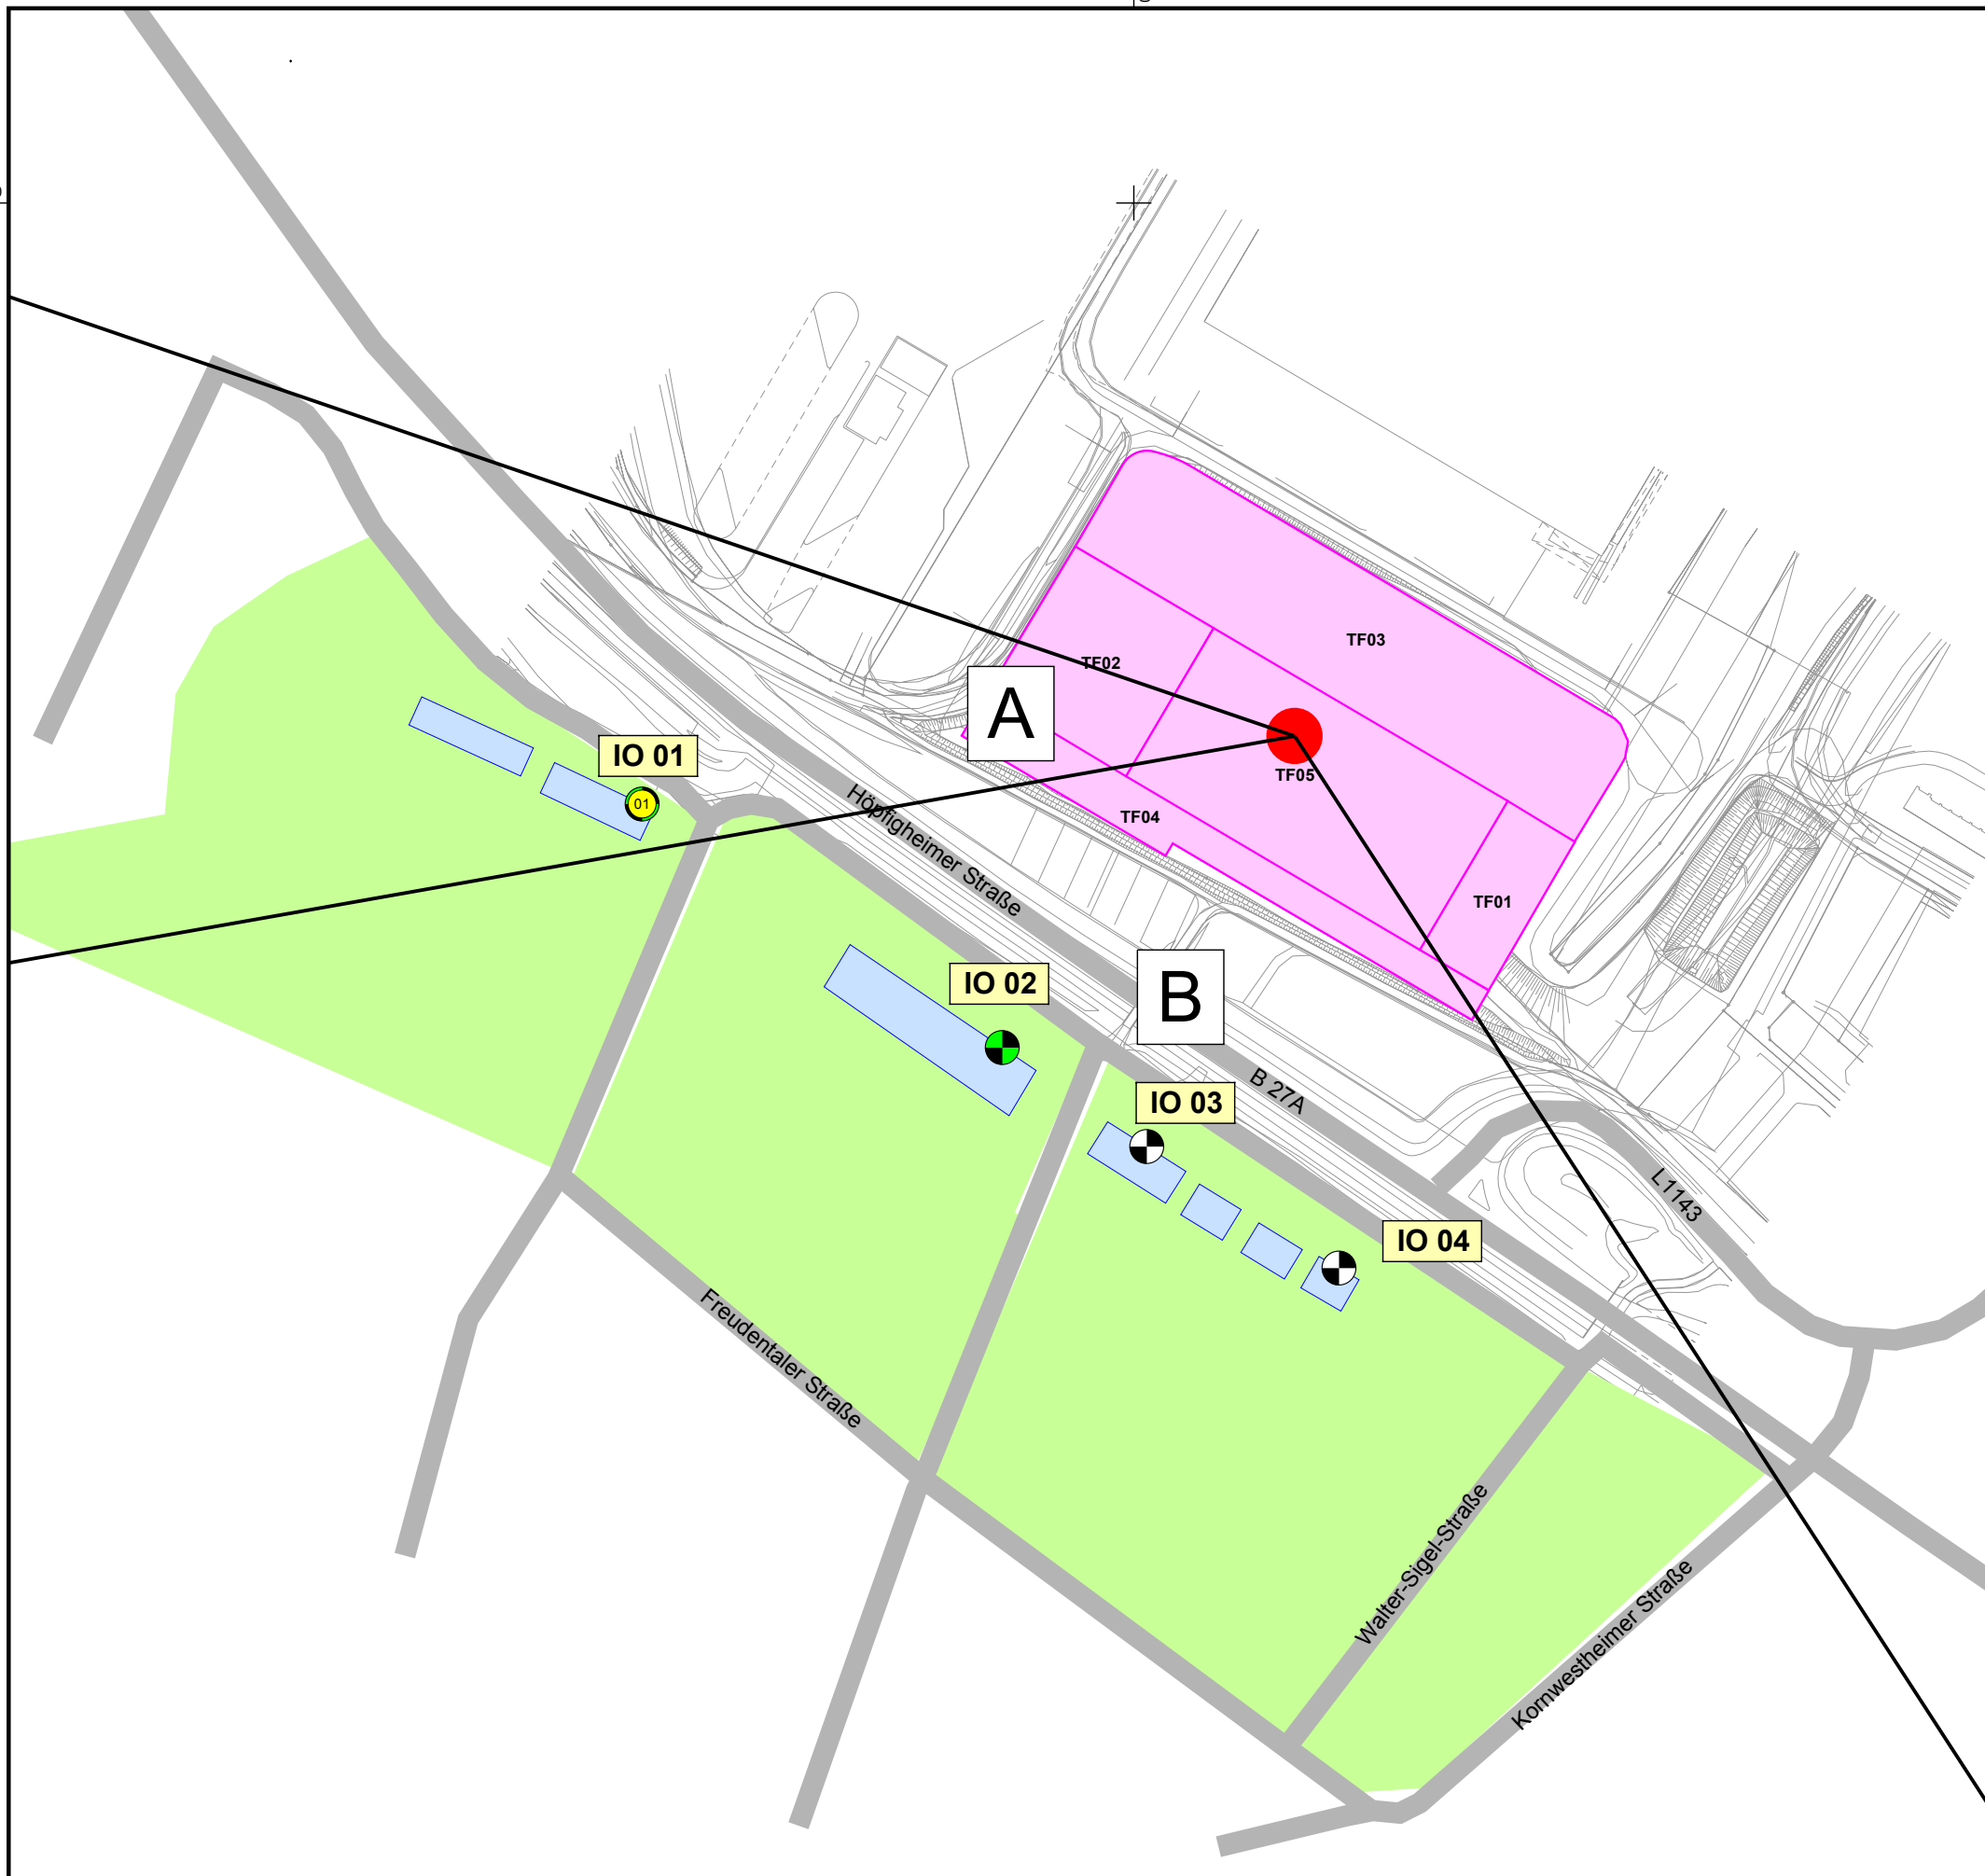 TF03
TF02
A
TF05
IO 01
01
TF04
Höpfigheimer Straße
TF01
IO 02
B
B 27A
IO 03
L1143
IO 04
Freudentaler Straße
Walter-Sigel-Straße
Kornwestheimer Straße